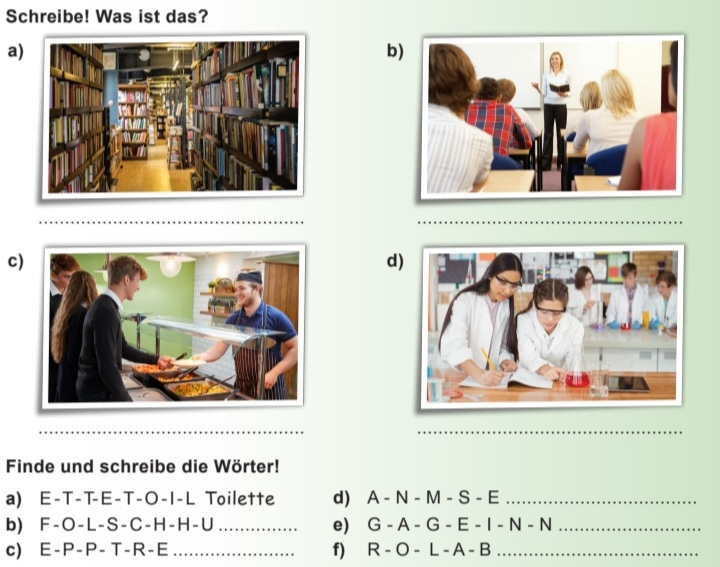 Schreibe! Was ist das?
a)
b)
c)
d)
Finde und schreibe die Wörter!
a) E-T-T-E-T-O-I-L Toilette
b) F-O-L-S-C-H-H-U ...............
c) E-P-P-T-R-E ......................
d) A - N - M - S - E ...................................
e) G - A - G - E - I - N - N ..........................
f) R - O - L - A - B .....................................